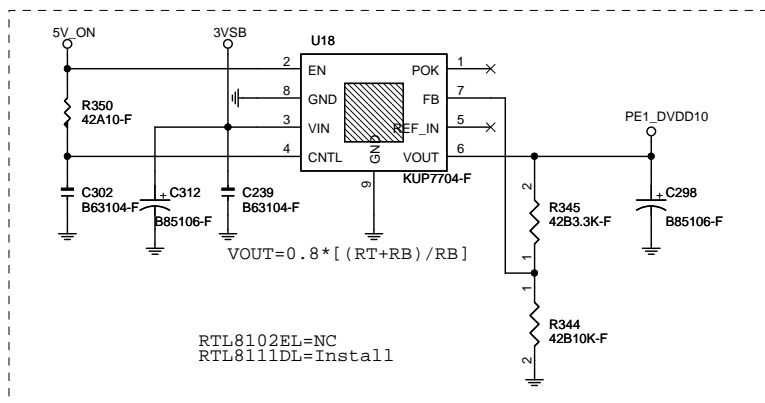 5V_ON
3VSB
U18
2
EN
POK
1
R350
42A10-F
8
GND
FB
7
PE1_DVDD10
3
VIN
REF_IN
5
4
CNTL
GND
VOUT
6
KUP7704-F
9
C302
B63104-F
+
C312
B85106-F
C239
B63104-F
2
R345
42B3.3K-F
1
+
C298
B85106-F
VOUT=0.8*[(RT+RB)/RB]
1
R344
42B10K-F
2
RTL8102EL=NC
RTL8111DL=Install